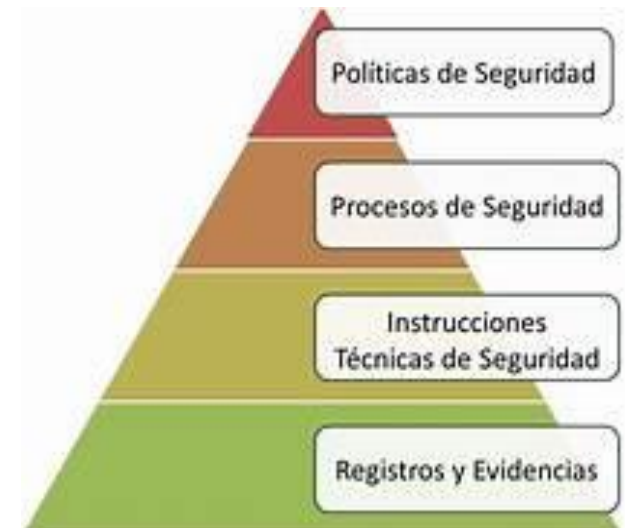 Políticas de Seguridad
Procesos de Seguridad
Instrucciones
Técnicas de Seguridad
Registros y Evidencias